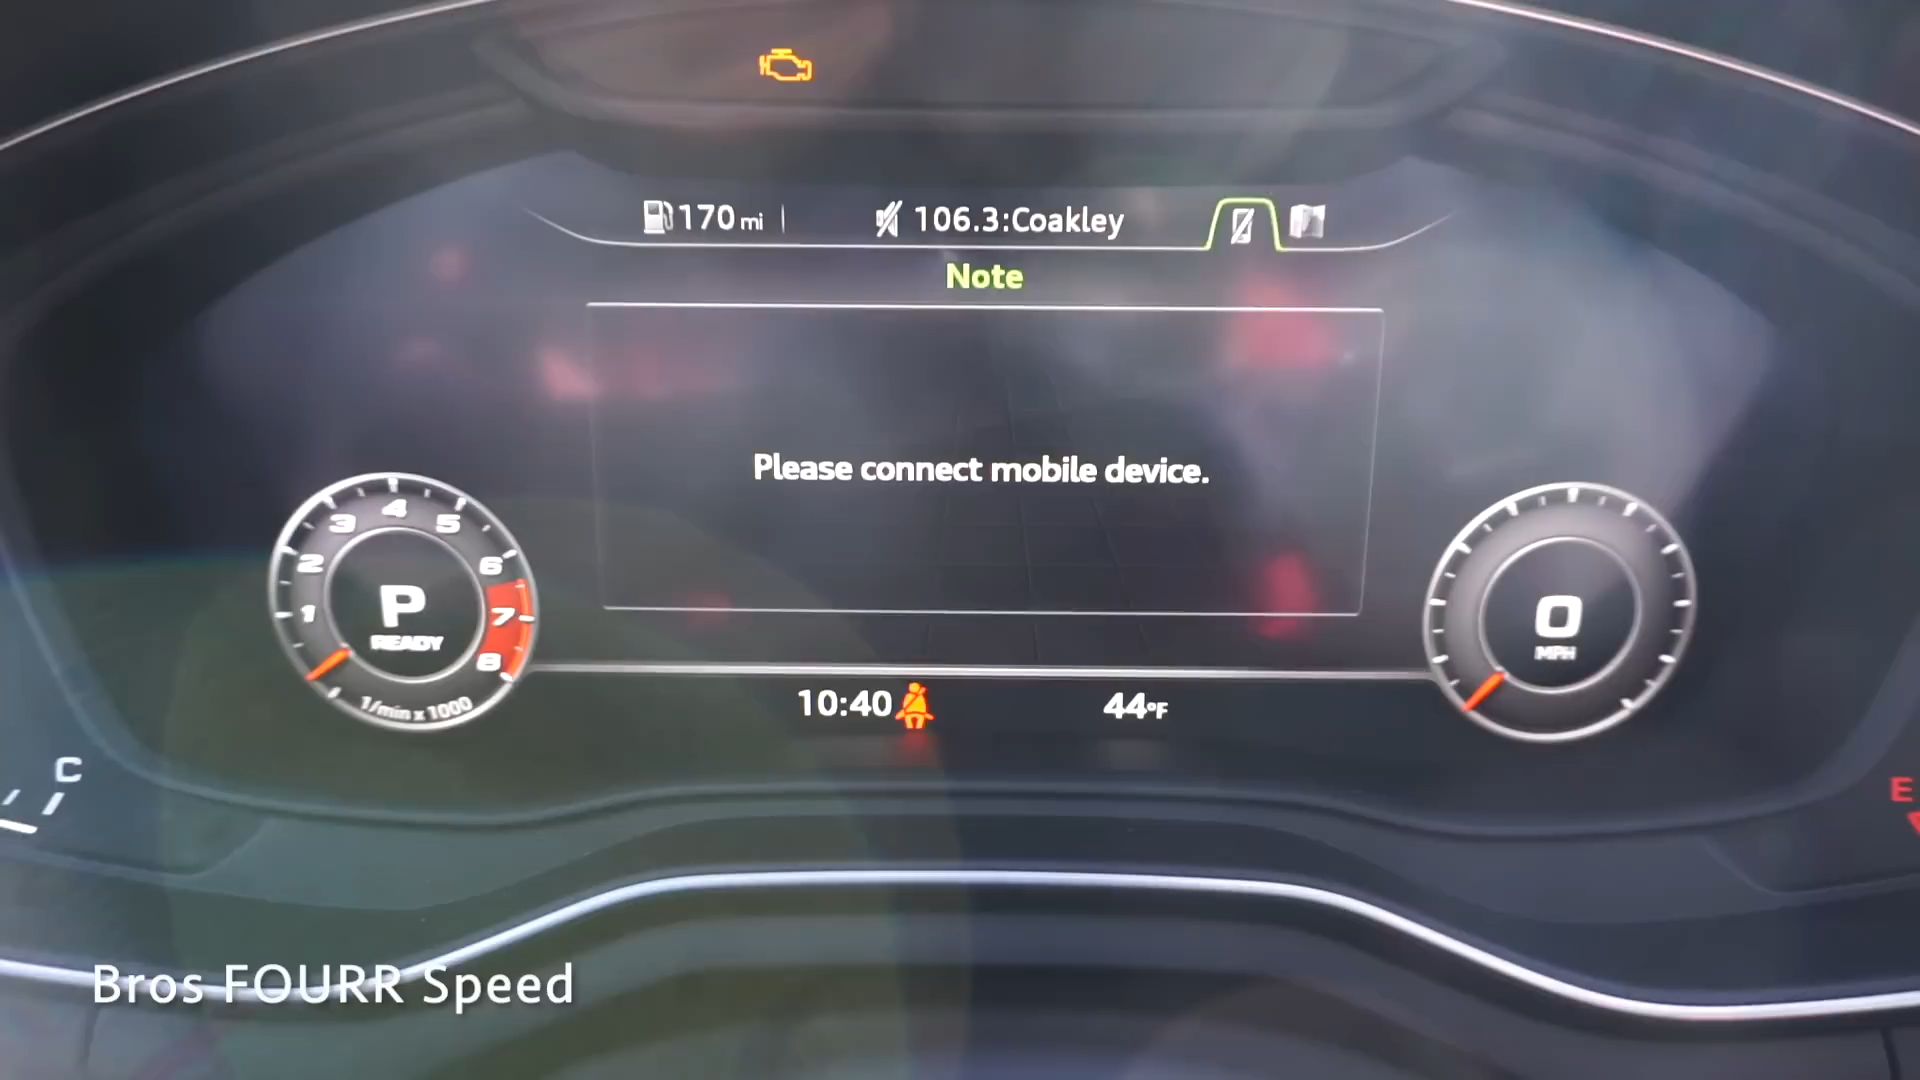 170 mi
106.3:Coakley
Note
Please connect mobile device.
1 2 3 4 5 6 7 8
P
READY
1/min x 1000
0
MPH
10:40
44°F
C
E
Bros FOURR Speed